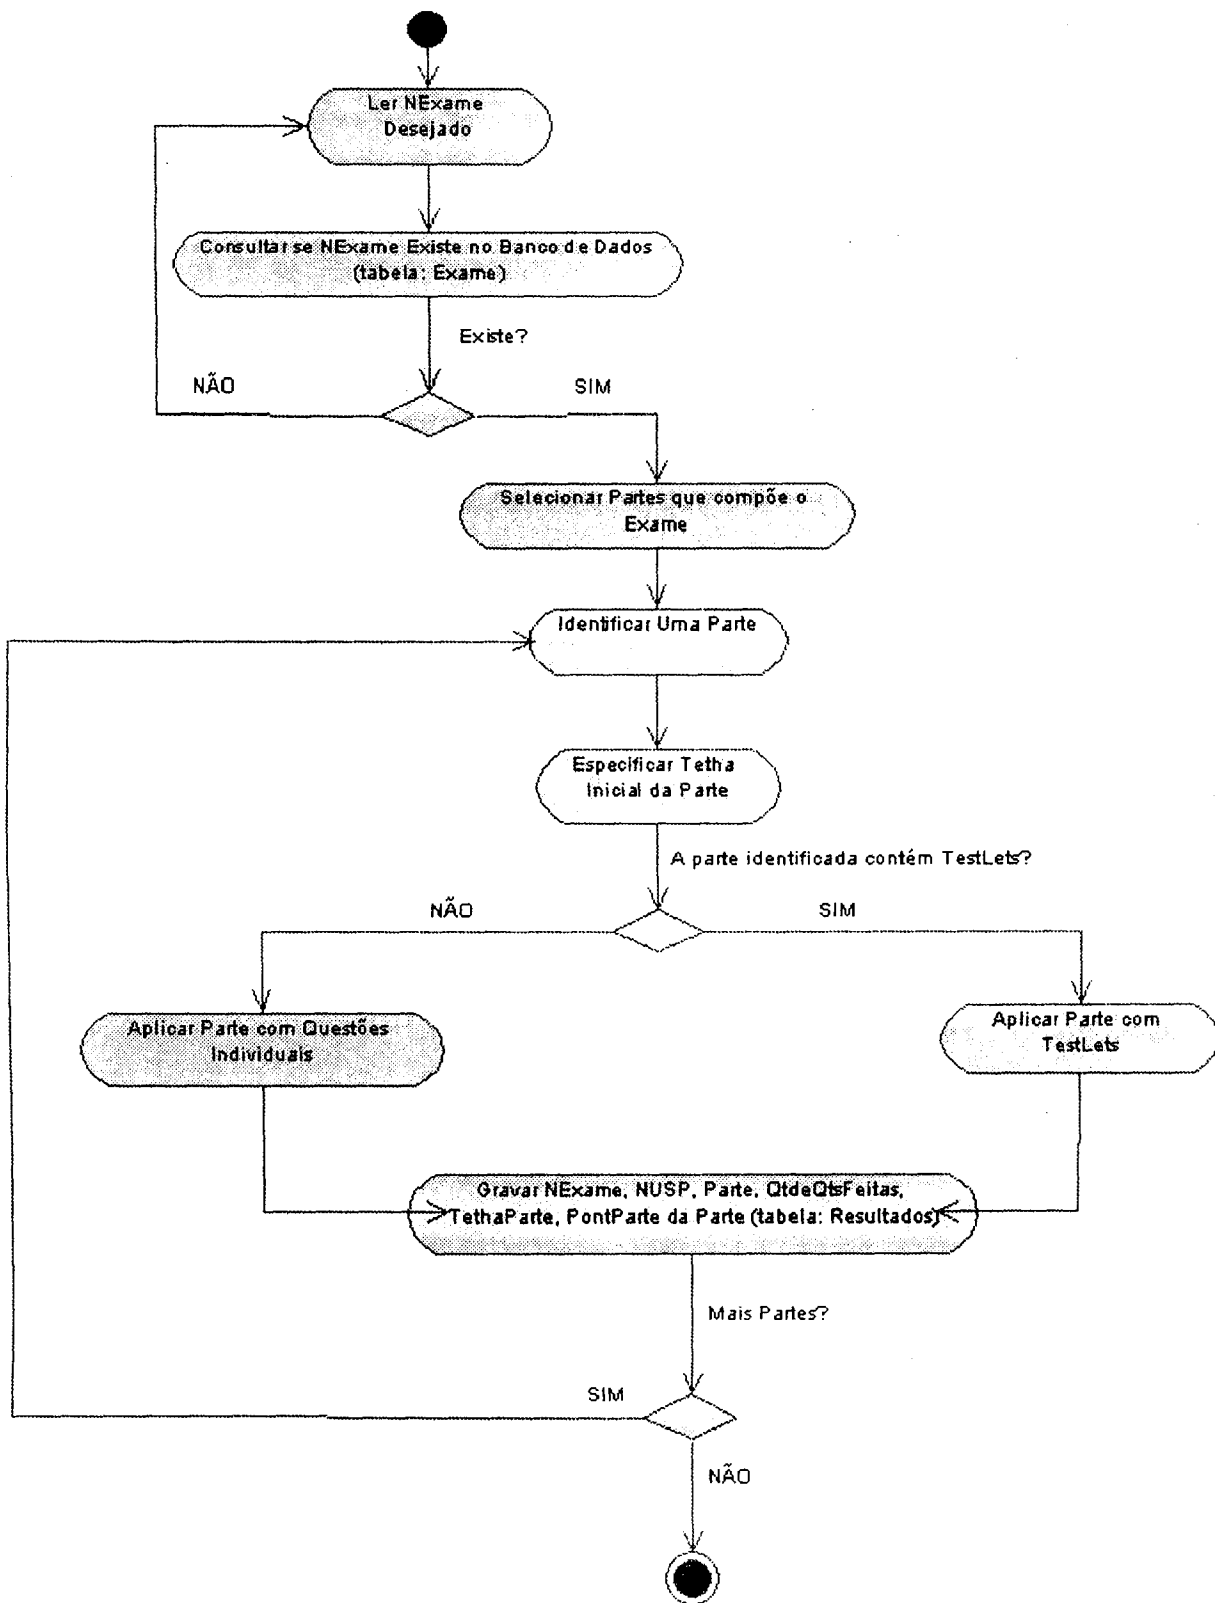 Ler NExame
Desejado
Consultar se NExame Existe no Banco de Dados
(tabela: Exame)
Existe?
NÃO
SIM
Selecionar Partes que compõe o
Exame
Identificar Uma Parte
Especificar Tetha
Inicial da Parte
A parte identificada contém TestLets?
NÃO
SIM
Aplicar Parte com Questões
Individuais
Aplicar Parte com
TestLets
Gravar NExame, NUSP, Parte, QtdeQtsFeitas,
TethaParte, PontParte da Parte (tabela: Resultados)
Mais Partes?
SIM
NÃO